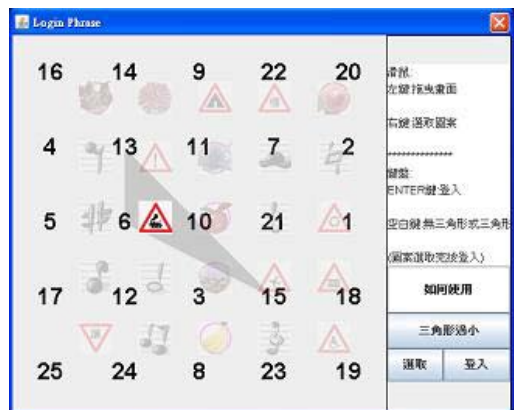 Login Phrase
16 14 9 22 20
4 13 11 7 2
5 6 10 21 1
17 12 3 15 18
25 24 8 23 19
滑鼠:
左鍵:拖曳畫面
右鍵:選取圖案
**************
鍵盤:
ENTER鍵:登入
空白鍵:無三角形或三角形
(圖案選取完按登入)
如何使用
三角形過小
選取 登入